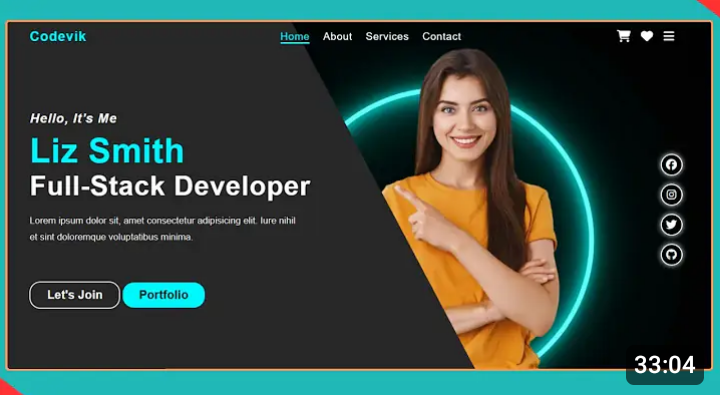 Codevik
Home About Services Contact
Hello, It's Me
Liz Smith
Full-Stack Developer
Lorem ipsum dolor sit, amet consectetur adipisicing elit. Iure nihil
et sint doloremque voluptatibus minima.
Let's Join
Portfolio
33:04